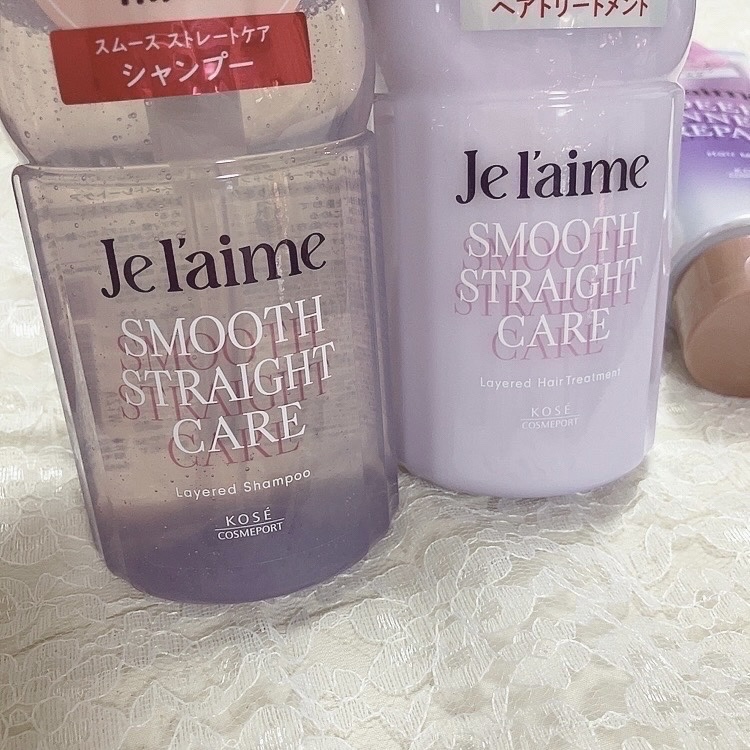 スムース ストレートケア
シャンプー
Je l'aime
SMOOTH
STRAIGHT
CARE
Layered Shampoo
KOSÉ
COSMEPORT
ヘアトリートメント
Je l'aime
SMOOTH
STRAIGHT
CARE
Layered Hair Treatment
KOSÉ
COSMEPORT